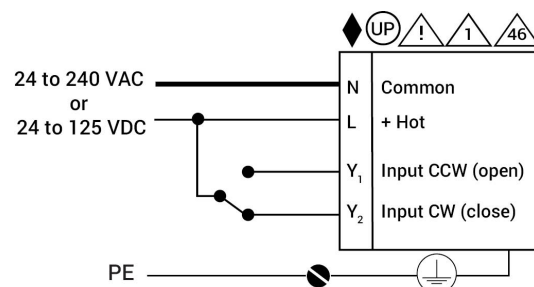 UP ! 1 46
24 to 240 VAC
or
24 to 125 VDC
N Common
L + Hot
Y1 Input CCW (open)
Y2 Input CW (close)
PE